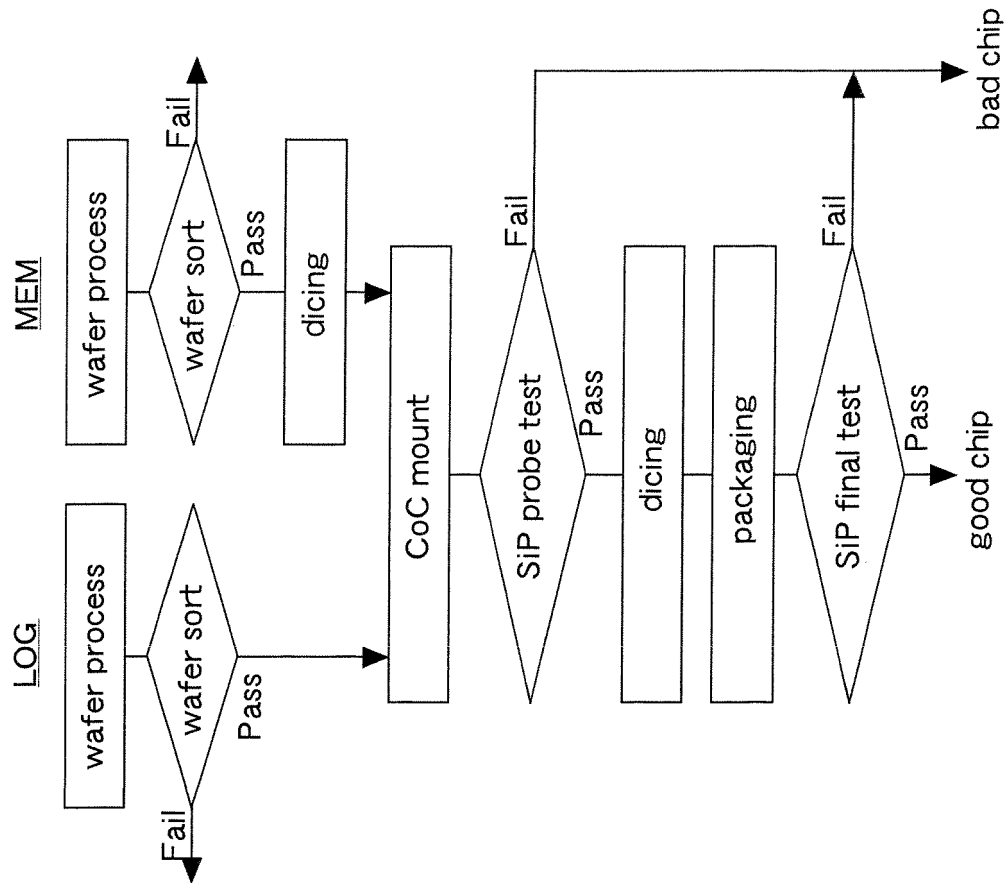 LOG
wafer process
wafer sort
Fail
Pass
MEM
wafer process
wafer sort
Fail
Pass
dicing
CoC mount
SiP probe test
Fail
Pass
dicing
packaging
SiP final test
Fail
Pass
good chip
bad chip